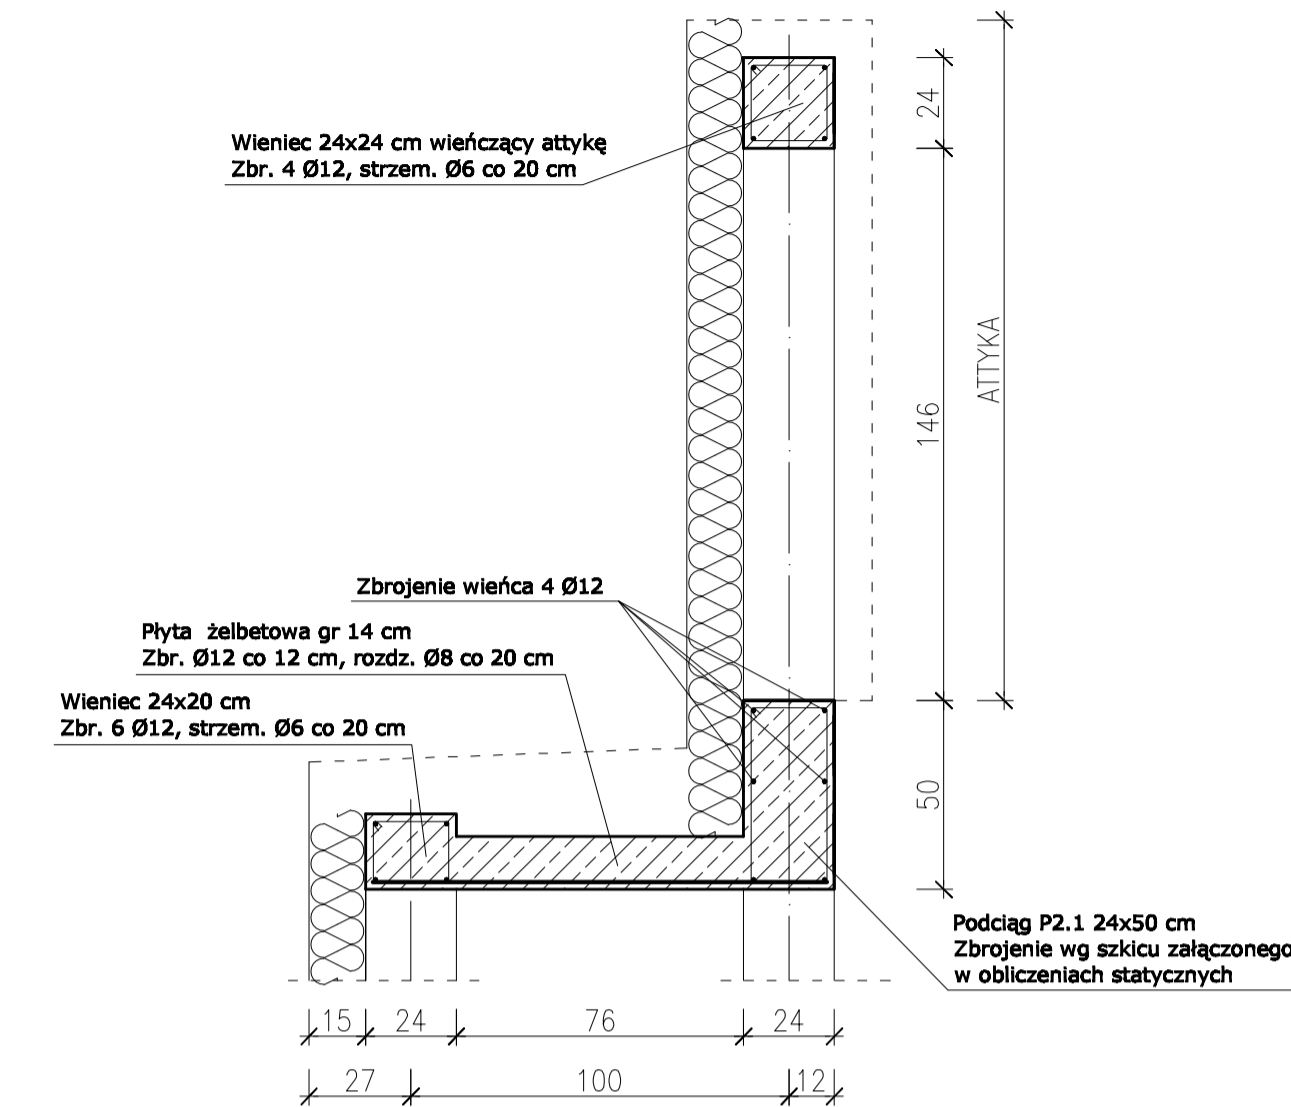 Wieniec 24x24 cm wieńczący attykę
Zbr. 4 Ø12, strzem. Ø6 co 20 cm
24
146
ATTYKA
Zbrojenie wieńca 4 Ø12
Płyta żelbetowa gr 14 cm
Zbr. Ø12 co 12 cm, rozdz. Ø8 co 20 cm
Wieniec 24x20 cm
Zbr. 6 Ø12, strzem. Ø6 co 20 cm
50
Podciąg P2.1 24x50 cm
Zbrojenie wg szkicu załączonego
w obliczeniach statycznych
15 24 76 24
27 100 12